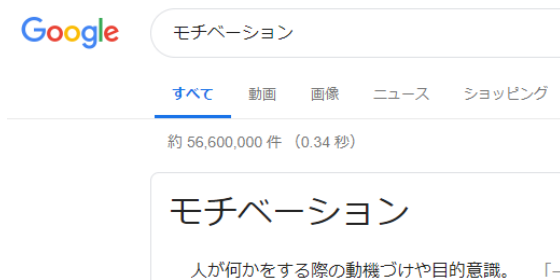 Google モチベーション
すべて 動画 画像 ニュース ショッピング
約 56,600,000 件 （0.34 秒）
モチベーション
人が何かをする際の動機づけや目的意識。 「